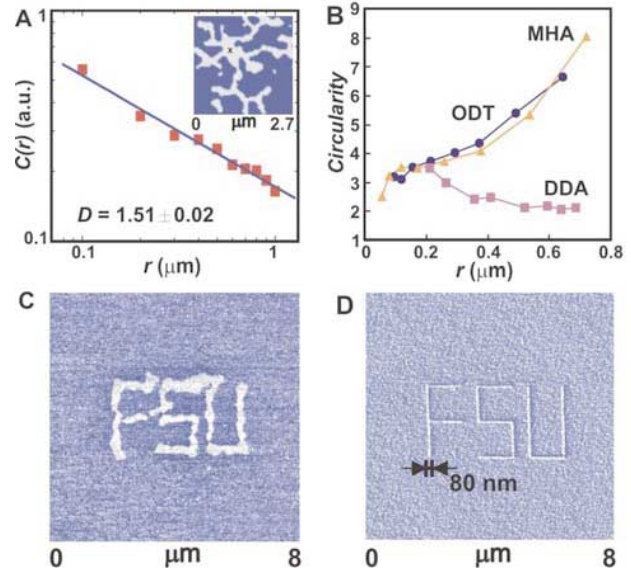 A
1
C(r) (a.u.)
0.1
0.1
1
r (μm)
D = 1.51 ± 0.02
x
0
μm
2.7
B
Circularity
9
8
7
6
5
4
3
2
1
0
0.2
0.4
0.6
0.8
r (μm)
MHA
ODT
DDA
C
FSU
0
μm
8
D
FSU
80 nm
0
μm
8